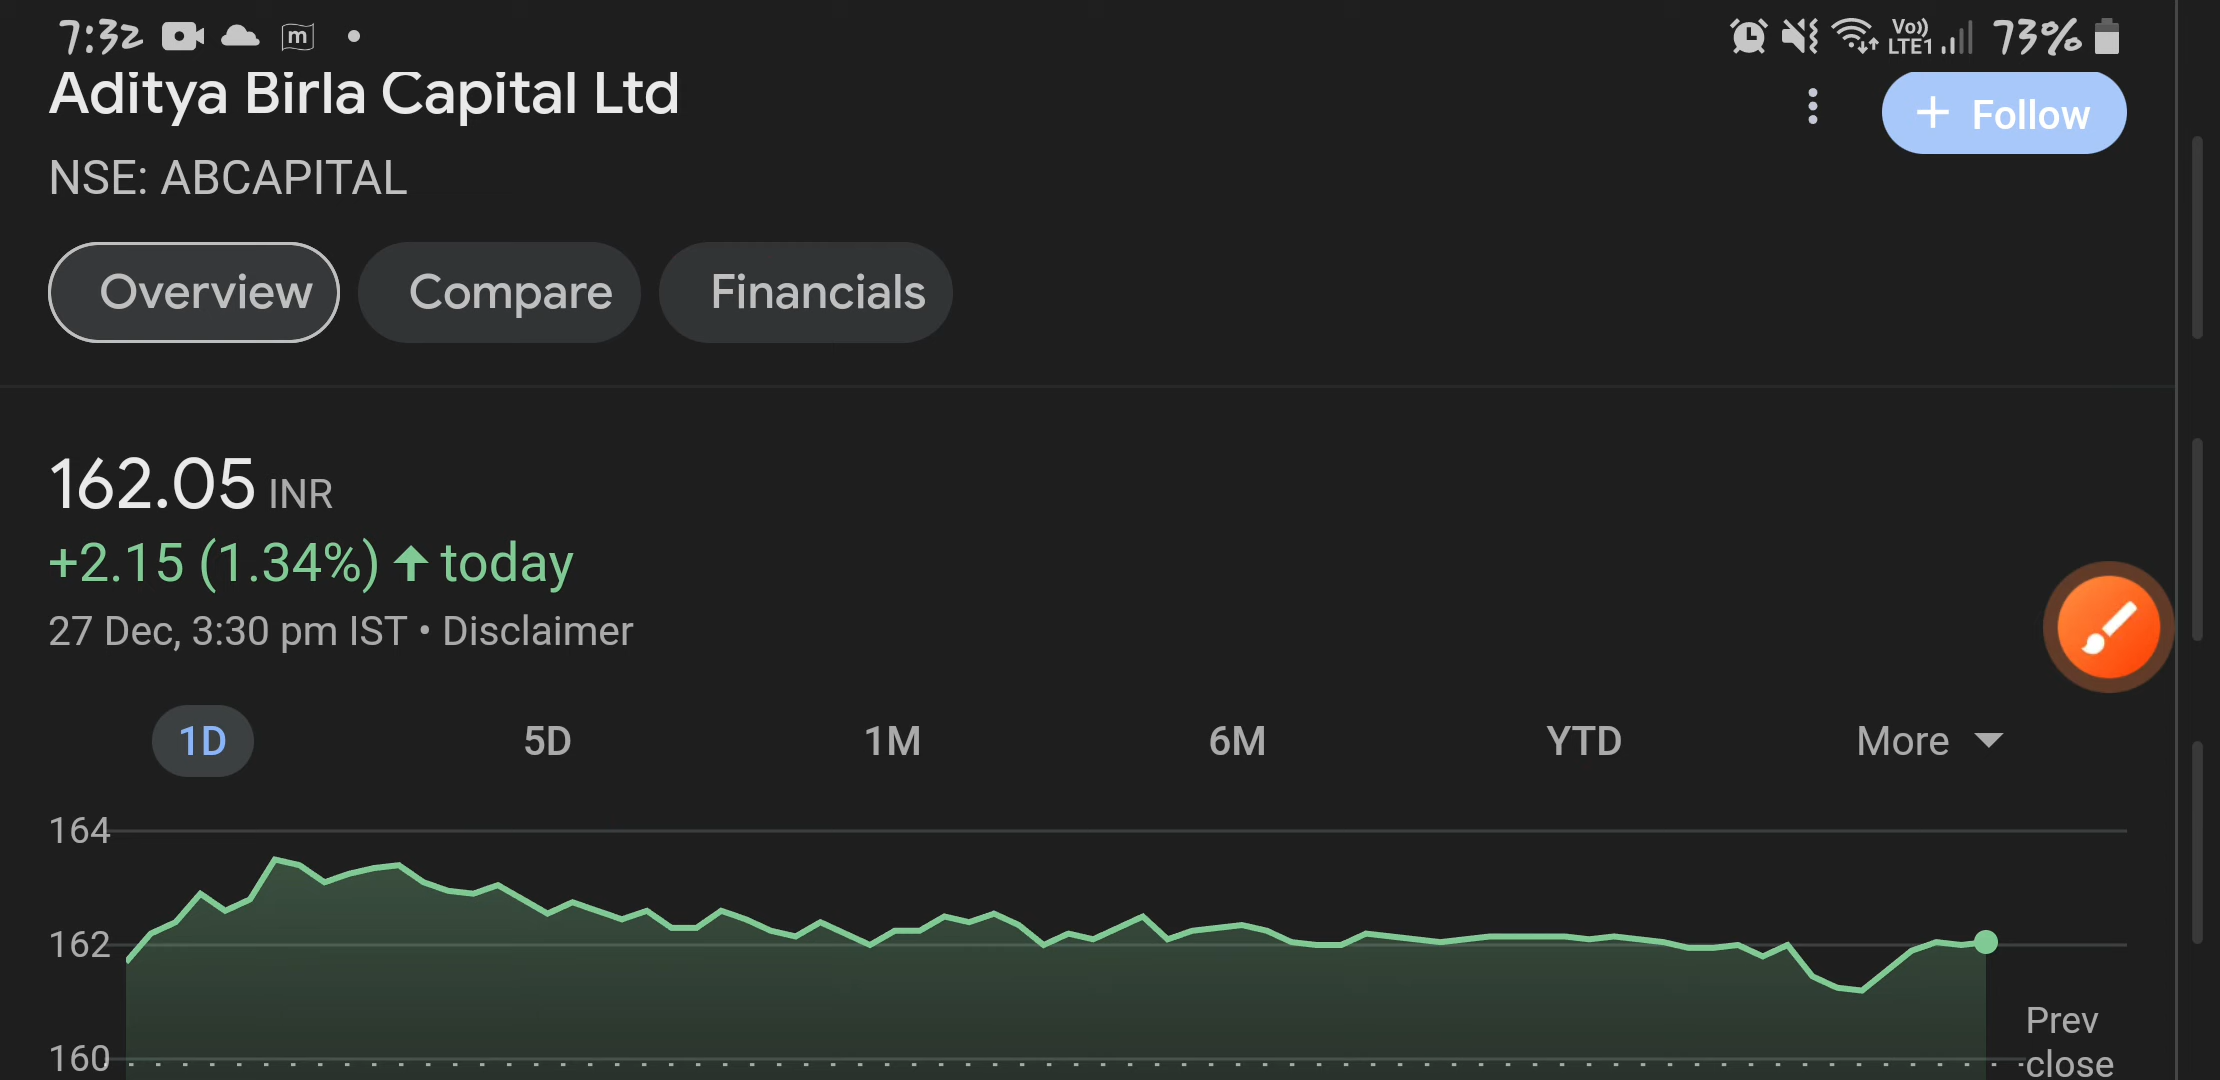 7:32 m Vo)) LTE1 73%
Aditya Birla Capital Ltd
+ Follow
NSE: ABCAPITAL
Overview Compare Financials
162.05 INR
+2.15 (1.34%) ↑ today
27 Dec, 3:30 pm IST • Disclaimer
1D 5D 1M 6M YTD More
164
162
160
Prev
close